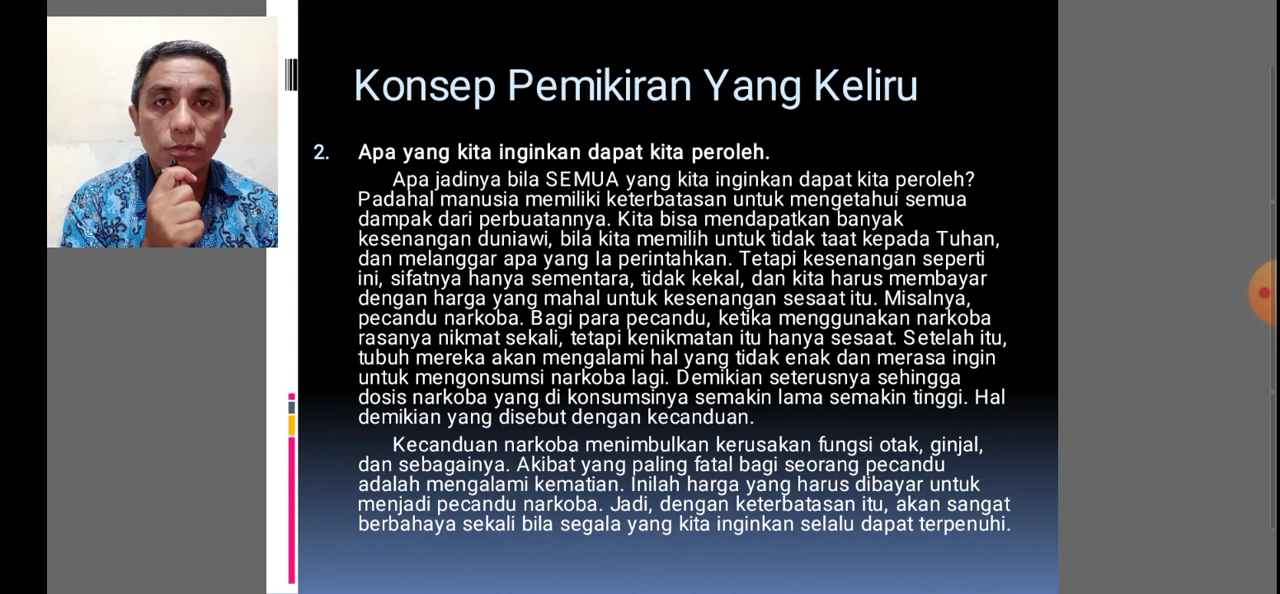 Konsep Pemikiran Yang Keliru
2. Apa yang kita inginkan dapat kita peroleh.
Apa jadinya bila SEMUA yang kita inginkan dapat kita peroleh?
Padahal manusia memiliki keterbatasan untuk mengetahui semua
dampak dari perbuatannya. Kita bisa mendapatkan banyak
kesenangan duniawi, bila kita memilih untuk tidak taat kepada Tuhan,
dan melanggar apa yang Ia perintahkan. Tetapi kesenangan seperti
ini, sifatnya hanya sementara, tidak kekal, dan kita harus membayar
dengan harga yang mahal untuk kesenangan sesaat itu. Misalnya,
pecandu narkoba. Bagi para pecandu, ketika menggunakan narkoba
rasanya nikmat sekali, tetapi kenikmatan itu hanya sesaat. Setelah itu,
tubuh mereka akan mengalami hal yang tidak enak dan merasa ingin
untuk mengonsumsi narkoba lagi. Demikian seterusnya sehingga
dosis narkoba yang di konsumsinya semakin lama semakin tinggi. Hal
demikian yang disebut dengan kecanduan.
Kecanduan narkoba menimbulkan kerusakan fungsi otak, ginjal,
dan sebagainya. Akibat yang paling fatal bagi seorang pecandu
adalah mengalami kematian. Inilah harga yang harus dibayar untuk
menjadi pecandu narkoba. Jadi, dengan keterbatasan itu, akan sangat
berbahaya sekali bila segala yang kita inginkan selalu dapat terpenuhi.